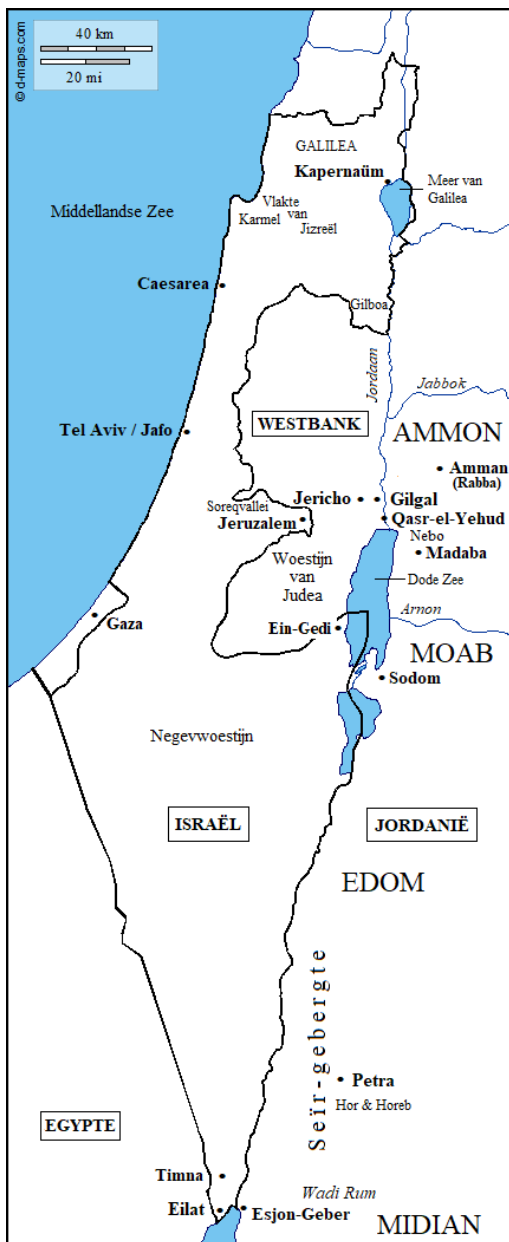 40 km
20 mi
© d-maps.com
GALILEA
Kapernaüm
Meer van
Galilea
Middellandse Zee
Vlakte
Karmel van
Jizreël
Caesarea
Gilboa
Jordaan
Jabbok
Tel Aviv / Jafo
WESTBANK
AMMON
Amman
(Rabba)
Jericho
Gilgal
Soreqvallei
Jeruzalem
Qasr-el-Yehud
Nebo
Madaba
Woestijn
van
Judea
Dode Zee
Gaza
Ein-Gedi
Arnon
MOAB
Sodom
Negevwoestijn
ISRAËL
JORDANIË
EDOM
Seïr-gebergte
Petra
Hor & Horeb
EGYPTE
Timna
Wadi Rum
Eilat
Esjon-Geber
MIDIAN